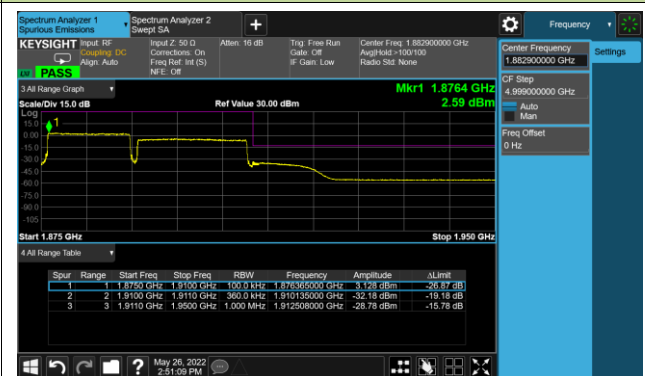 Spectrum Analyzer 1
Spurious Emissions
Spectrum Analyzer 2
Swept SA
+
Frequency
KEYSIGHT
Input: RF
Coupling: DC
Align: Auto
Input Z: 50 Ω
Corrections: On
Freq Ref: Int (S)
NFE: Off
Atten: 16 dB
Trig: Free Run
Gate: Off
IF Gain: Low
Center Freq: 1.882900000 GHz
Avg|Hold:>100/100
Radio Std: None
PASS
Center Frequency
1.882900000 GHz
Settings
CF Step
4.999000000 GHz
Auto
Man
Freq Offset
0 Hz
3 All Range Graph
Mkr1 1.8764 GHz
Scale/Div 15.0 dB
Ref Value 30.00 dBm
2.59 dBm
Log
1
15.0
0.00
-15.0
-30.0
-45.0
-60.0
-75.0
-90.0
-105
Start 1.875 GHz
Stop 1.950 GHz
4 All Range Table
Spur Range Start Freq Stop Freq RBW Frequency Amplitude ΔLimit
1 1 1.8750 GHz 1.9100 GHz 100.0 kHz 1.876365000 GHz 3.128 dBm -26.87 dB
2 2 1.9100 GHz 1.9110 GHz 360.0 kHz 1.910135000 GHz -32.18 dBm -19.18 dB
3 3 1.9110 GHz 1.9500 GHz 1.000 MHz 1.912508000 GHz -28.78 dBm -15.78 dB
?
May 26, 2022
2:51:09 PM